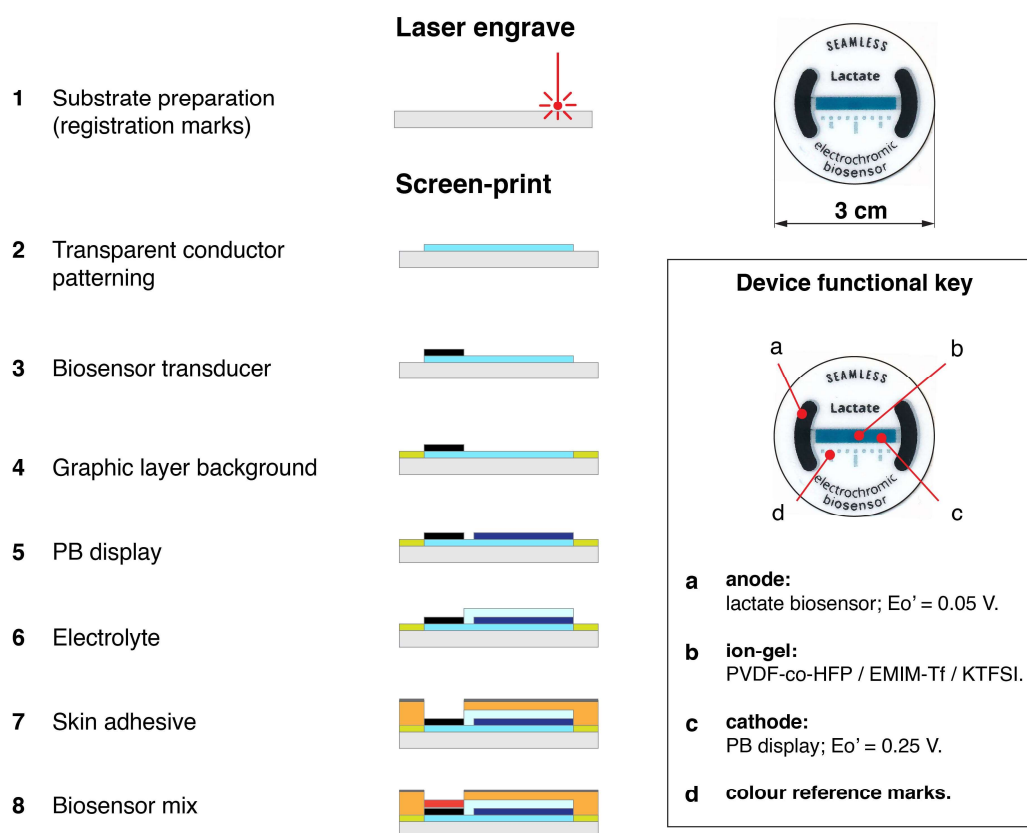 Laser engrave
1 Substrate preparation
(registration marks)
Screen-print
2 Transparent conductor
patterning
3 Biosensor transducer
4 Graphic layer background
5 PB display
6 Electrolyte
7 Skin adhesive
8 Biosensor mix
SEAMLESS
Lactate
electrochromic
biosensor
3 cm
Device functional key
a
b
SEAMLESS
Lactate
electrochromic
biosensor
d
c
a anode:
lactate biosensor; Eo’ = 0.05 V.
b ion-gel:
PVDF-co-HFP / EMIM-Tf / KTFSI.
c cathode:
PB display; Eo’ = 0.25 V.
d colour reference marks.